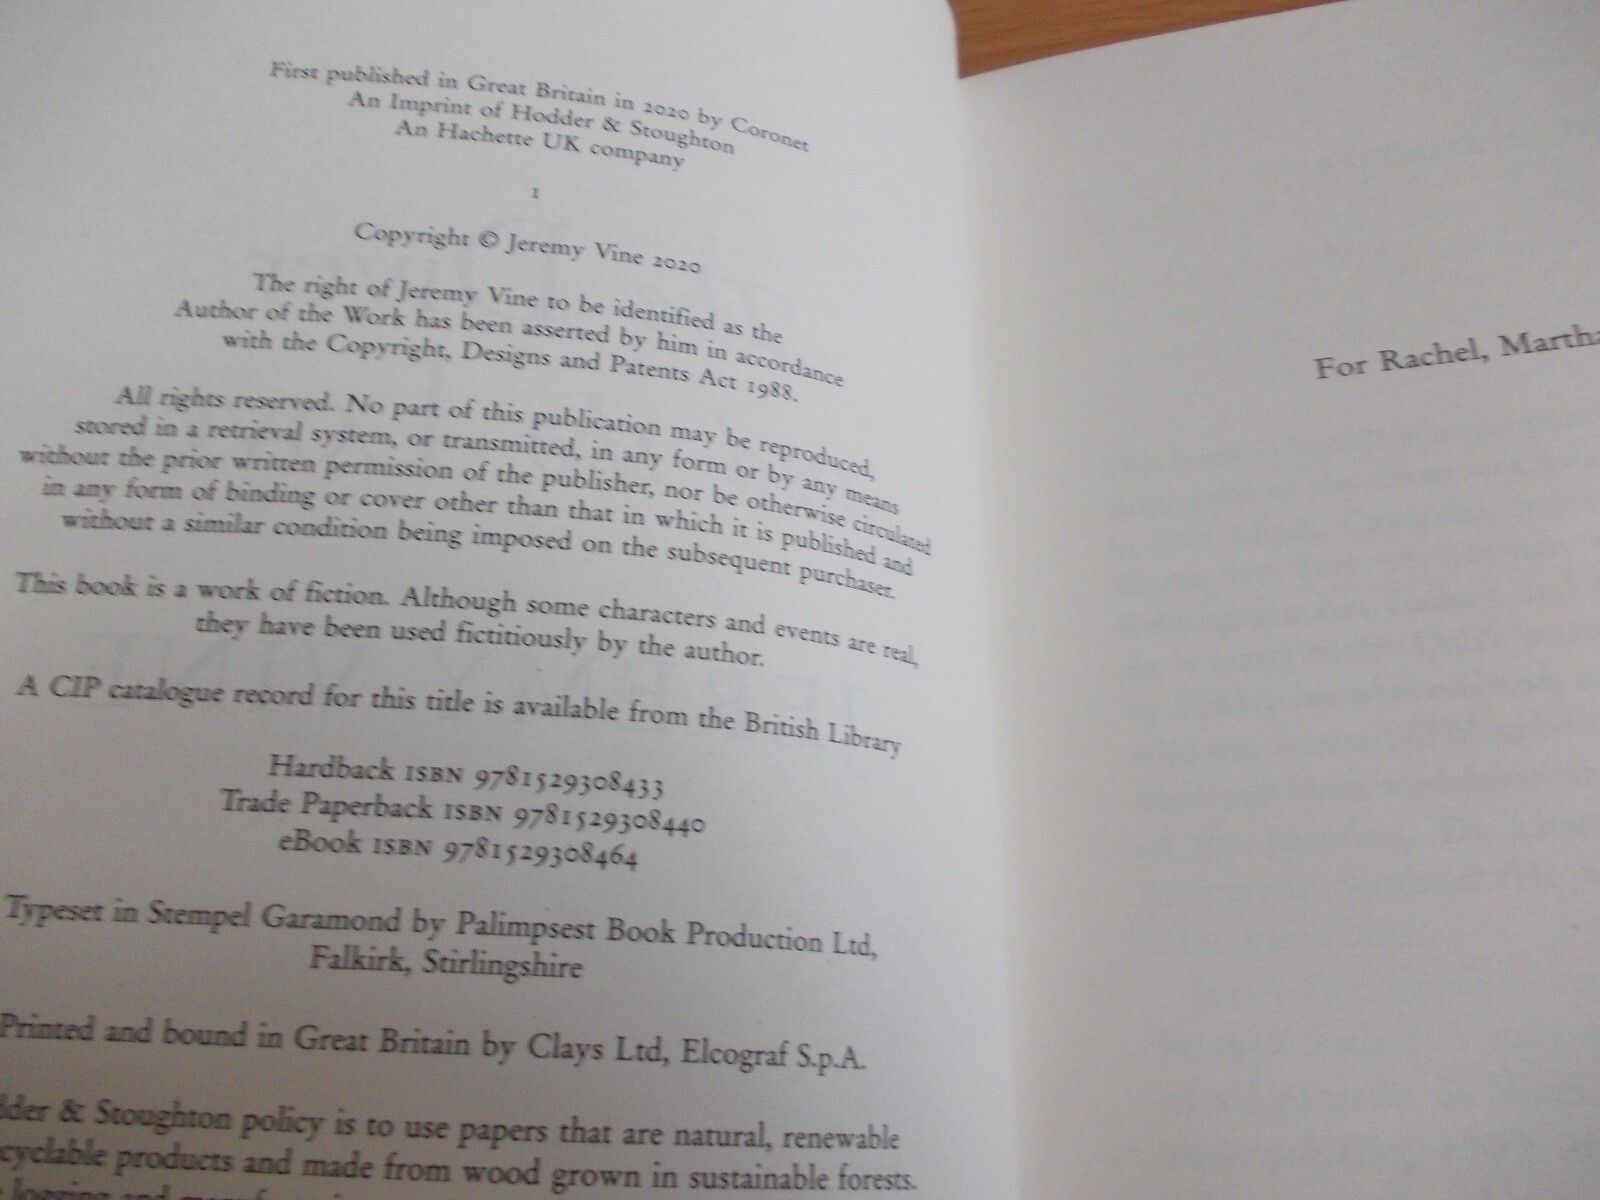 First published in Great Britain in 2020 by Coronet
An Imprint of Hodder & Stoughton
An Hachette UK company
1
Copyright © Jeremy Vine 2020
The right of Jeremy Vine to be identified as the
Author of the Work has been asserted by him in accordance
with the Copyright, Designs and Patents Act 1988.
All rights reserved. No part of this publication may be reproduced,
stored in a retrieval system, or transmitted, in any form or by any means
without the prior written permission of the publisher, nor be otherwise circulated
in any form of binding or cover other than that in which it is published and
without a similar condition being imposed on the subsequent purchaser.
This book is a work of fiction. Although some characters and events are real,
they have been used fictitiously by the author.
A CIP catalogue record for this title is available from the British Library
Hardback ISBN 9781529308433
Trade Paperback ISBN 9781529308440
eBook ISBN 9781529308464
Typeset in Stempel Garamond by Palimpsest Book Production Ltd,
Falkirk, Stirlingshire
Printed and bound in Great Britain by Clays Ltd, Elcograf S.p.A.
dder & Stoughton policy is to use papers that are natural, renewable
cyclable products and made from wood grown in sustainable forests.
For Rachel, Martha